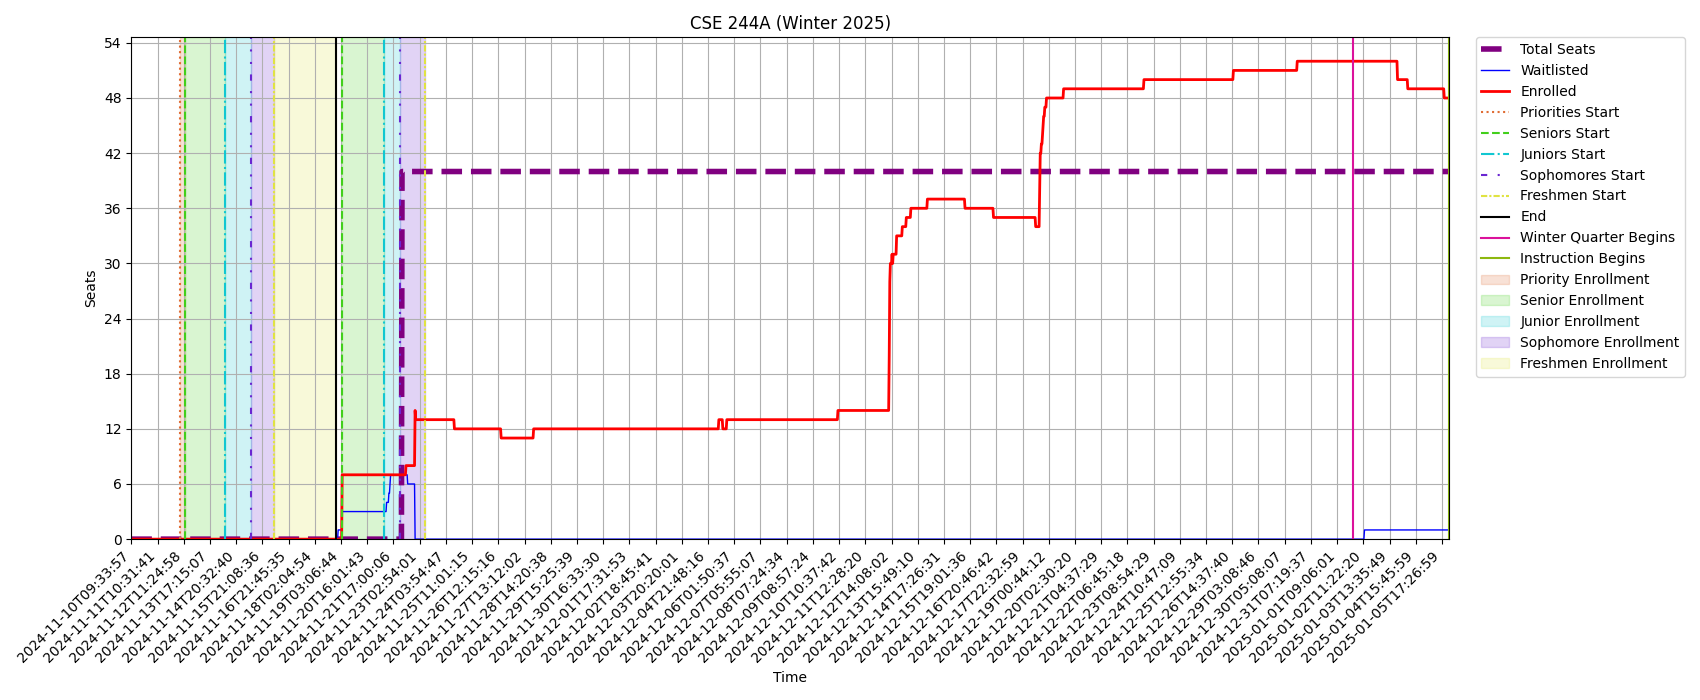 CSE 244A (Winter 2025)
Seats
54
48
42
36
30
24
18
12
6
0
2024-11-10T09:33:57
2024-11-11T10:31:41
2024-11-12T11:24:58
2024-11-13T17:15:07
2024-11-14T20:32:40
2024-11-15T21:08:36
2024-11-16T21:45:35
2024-11-18T02:04:54
2024-11-19T03:06:44
2024-11-20T16:01:43
2024-11-21T17:00:06
2024-11-23T02:54:01
2024-11-24T03:54:47
2024-11-25T11:01:15
2024-11-26T12:15:16
2024-11-27T13:12:02
2024-11-28T14:20:38
2024-11-29T15:25:39
2024-11-30T16:33:30
2024-12-01T17:31:53
2024-12-02T18:45:41
2024-12-03T20:20:01
2024-12-04T21:48:16
2024-12-06T01:50:37
2024-12-07T05:55:07
2024-12-08T07:24:34
2024-12-09T08:57:24
2024-12-10T10:37:42
2024-12-11T12:28:20
2024-12-12T14:08:02
2024-12-13T15:49:10
2024-12-14T17:26:31
2024-12-15T19:01:36
2024-12-16T20:46:42
2024-12-17T22:32:59
2024-12-19T00:44:12
2024-12-20T02:30:20
2024-12-21T04:37:29
2024-12-22T06:45:18
2024-12-23T08:54:29
2024-12-24T10:47:09
2024-12-25T12:55:34
2024-12-26T14:37:40
2024-12-29T03:08:46
2024-12-30T05:08:07
2024-12-31T07:19:37
2025-01-01T09:06:01
2025-01-02T11:22:20
2025-01-03T13:35:49
2025-01-04T15:45:59
2025-01-05T17:26:59
Time
Total Seats
Waitlisted
Enrolled
Priorities Start
Seniors Start
Juniors Start
Sophomores Start
Freshmen Start
End
Winter Quarter Begins
Instruction Begins
Priority Enrollment
Senior Enrollment
Junior Enrollment
Sophomore Enrollment
Freshmen Enrollment